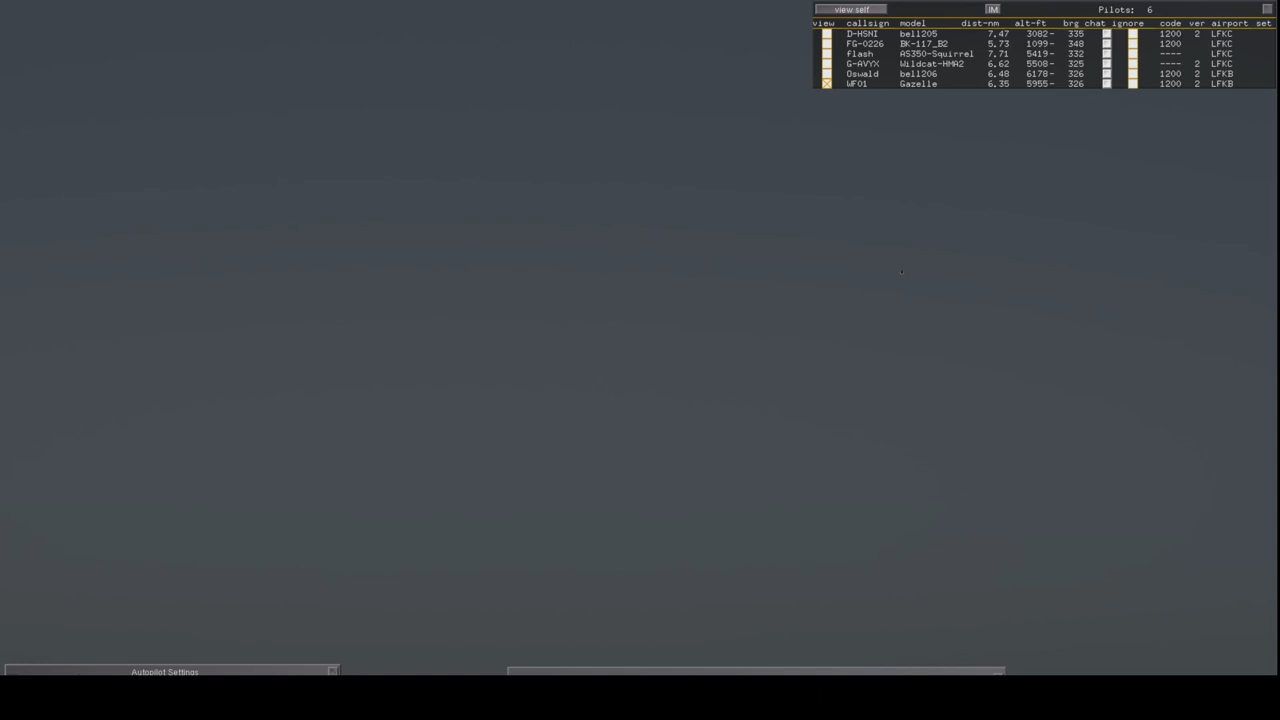 view self IM Pilots: 6
view callsign model dist-nm alt-ft brg chat ignore code ver airport set
D-HSNI bell205 7.47 3082- 335 1200 2 LFKC
FG-0226 BK-117_B2 5.73 1099- 348 1200 LFKC
flash AS350-Squirrel 7.71 5419- 332 ---- LFKC
G-AVYX Wildcat-HMA2 6.62 5508- 325 ---- 2 LFKC
Oswald bell206 6.48 6178- 326 1200 2 LFKB
WF01 Gazelle 6.35 5955- 326 1200 2 LFKB
Autopilot Settings